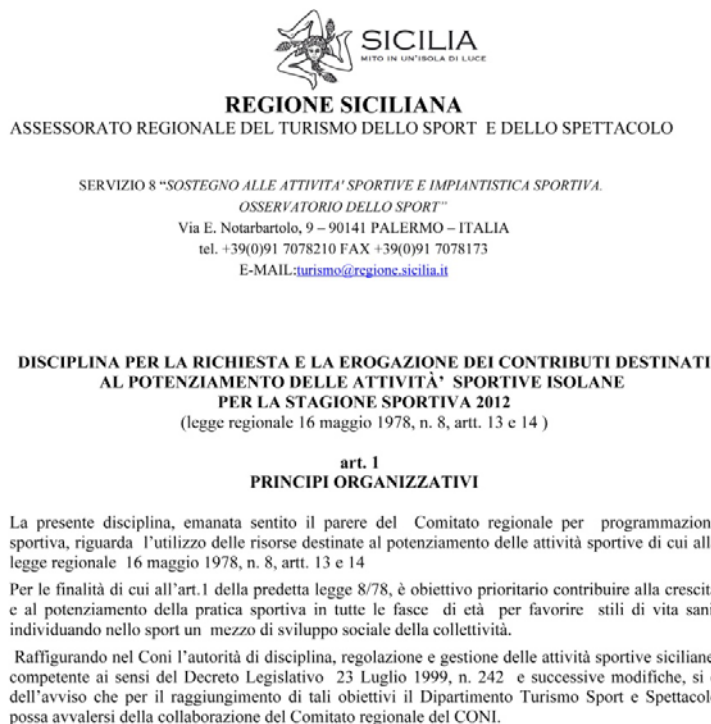 SICILIA
MITO IN UN'ISOLA DI LUCE
REGIONE SICILIANA
ASSESSORATO REGIONALE DEL TURISMO DELLO SPORT E DELLO SPETTACOLO
SERVIZIO 8 “SOSTEGNO ALLE ATTIVITA' SPORTIVE E IMPIANTISTICA SPORTIVA.
OSSERVATORIO DELLO SPORT”
Via E. Notarbartolo, 9 – 90141 PALERMO – ITALIA
tel. +39(0)91 7078210 FAX +39(0)91 7078173
E-MAIL:turismo@regione.sicilia.it
DISCIPLINA PER LA RICHIESTA E LA EROGAZIONE DEI CONTRIBUTI DESTINATI
AL POTENZIAMENTO DELLE ATTIVITÀ’ SPORTIVE ISOLANE
PER LA STAGIONE SPORTIVA 2012
(legge regionale 16 maggio 1978, n. 8, artt. 13 e 14 )
art. 1
PRINCIPI ORGANIZZATIVI
La presente disciplina, emanata sentito il parere del Comitato regionale per programmazion
sportiva, riguarda l’utilizzo delle risorse destinate al potenziamento delle attività sportive di cui all
legge regionale 16 maggio 1978, n. 8, artt. 13 e 14
Per le finalità di cui all’art.1 della predetta legge 8/78, è obiettivo prioritario contribuire alla crescit
e al potenziamento della pratica sportiva in tutte le fasce di età per favorire stili di vita sani
individuando nello sport un mezzo di sviluppo sociale della collettività.
Raffigurando nel Coni l’autorità di disciplina, regolazione e gestione delle attività sportive siciliane
competente ai sensi del Decreto Legislativo 23 Luglio 1999, n. 242 e successive modifiche, si
dell’avviso che per il raggiungimento di tali obiettivi il Dipartimento Turismo Sport e Spettacol
possa avvalersi della collaborazione del Comitato regionale del CONI.